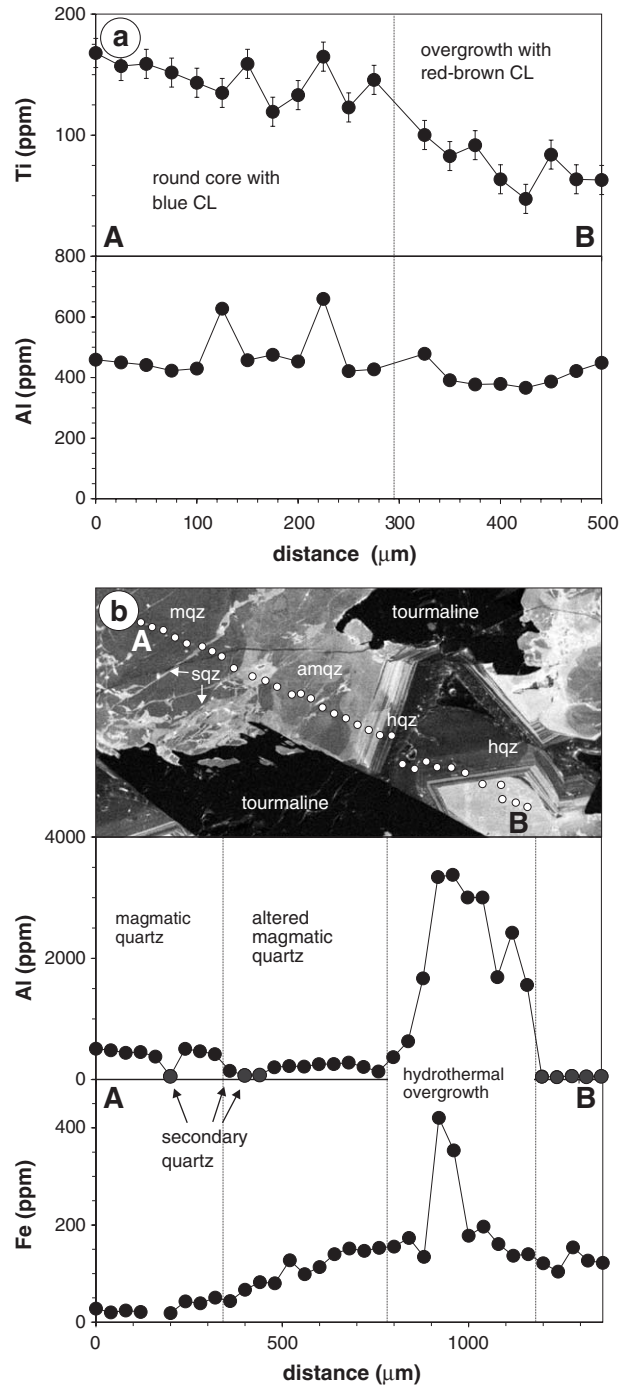 a
200
100
Ti (ppm)
overgrowth with
red-brown CL
round core with
blue CL
A
B
800
600
400
200
0
Al (ppm)
0
100
200
300
400
500
distance (μm)
b
mqz
A
sqz
amqz
tourmaline
hqz
hqz
tourmaline
B
4000
2000
0
Al (ppm)
magmatic
quartz
altered
magmatic
quartz
A
hydrothermal
overgrowth
B
secondary
quartz
400
200
0
Fe (ppm)
0
500
1000
distance (μm)